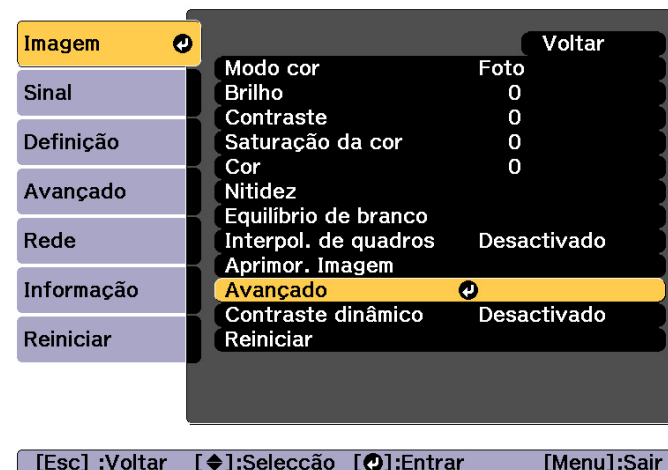 Imagem
Sinal
Definição
Avançado
Rede
Informação
Reiniciar
Voltar
Modo cor Foto
Brilho 0
Contraste 0
Saturação da cor 0
Cor 0
Nitidez
Equilíbrio de branco
Interpol. de quadros Desactivado
Aprimor. Imagem
Avançado
Contraste dinâmico Desactivado
Reiniciar
[Esc] :Voltar [◆]:Selecção [↵]:Entrar [Menu]:Sair